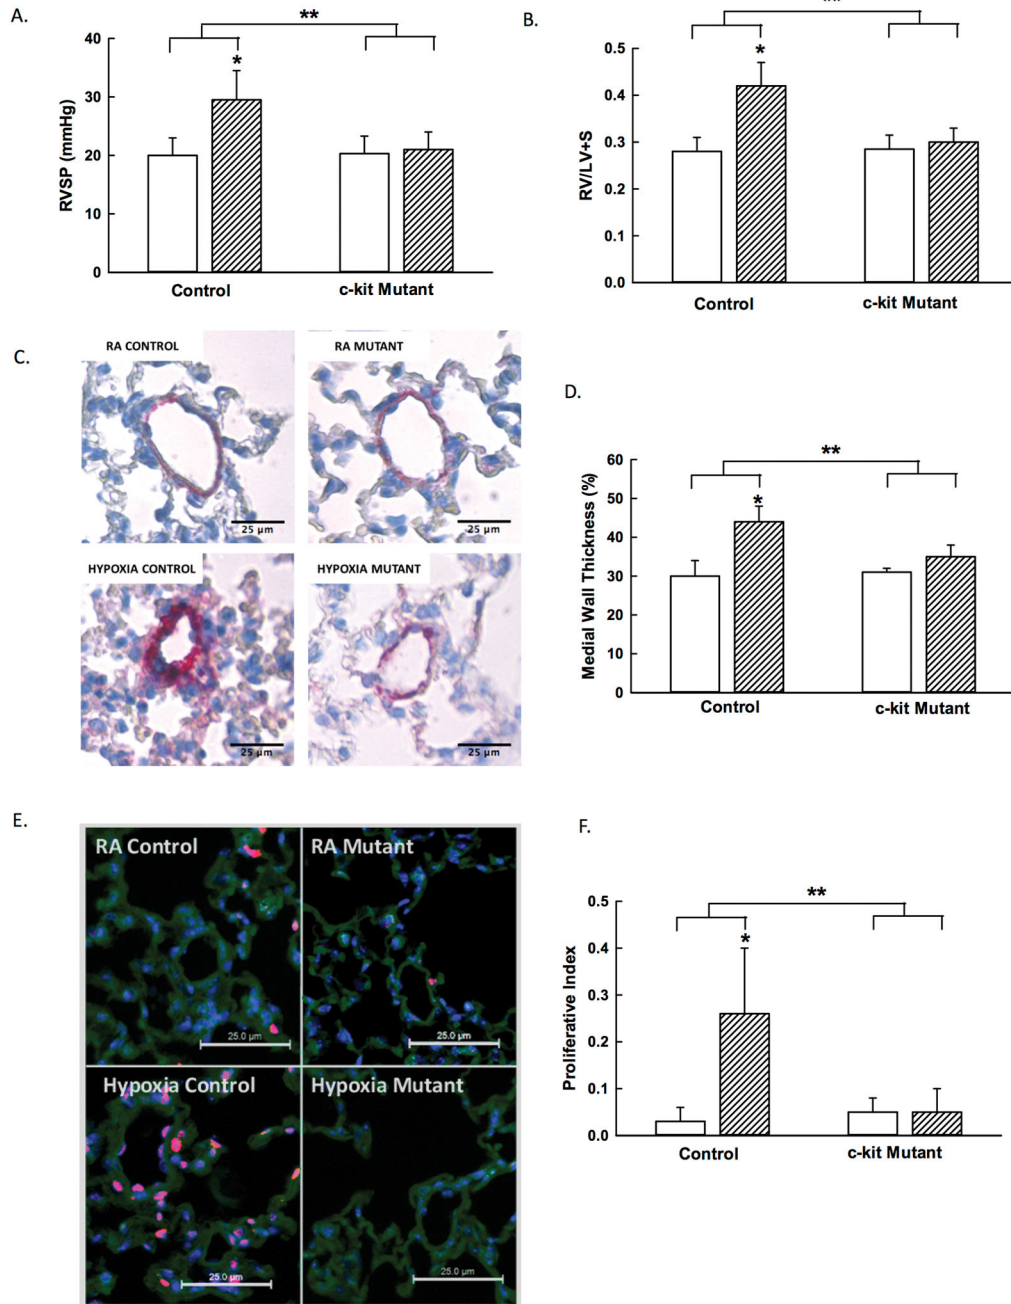 A.
**
40
30
20
10
0
RVSP (mmHg)
*
Control
c-kit Mutant
B.
**
0.5
0.4
0.3
0.2
0.1
0.0
RV/LV+S
*
Control
c-kit Mutant
C.
RA CONTROL
RA MUTANT
25 µm
25 µm
HYPOXIA CONTROL
HYPOXIA MUTANT
25 µm
25 µm
D.
**
60
50
40
30
20
10
0
Medial Wall Thickness (%)
*
Control
c-kit Mutant
E.
RA Control
RA Mutant
25.0 µm
25.0 µm
Hypoxia Control
Hypoxia Mutant
25.0 µm
25.0 µm
F.
**
0.5
0.4
0.3
0.2
0.1
0.0
Proliferative Index
*
Control
c-kit Mutant